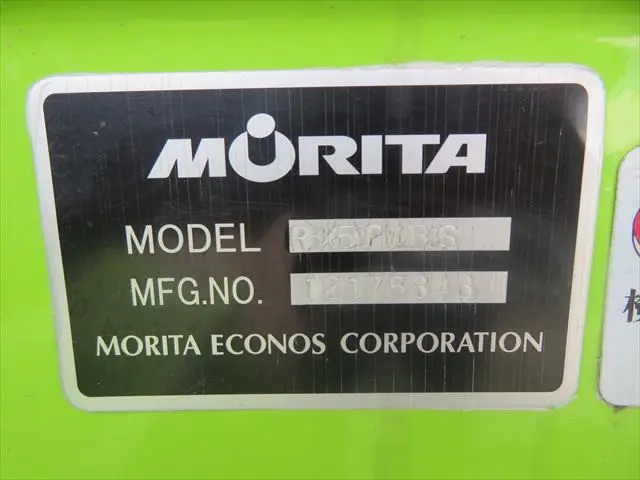 MORITA
MODEL
MFG.NO.
MORITA ECONOS CORPORATION